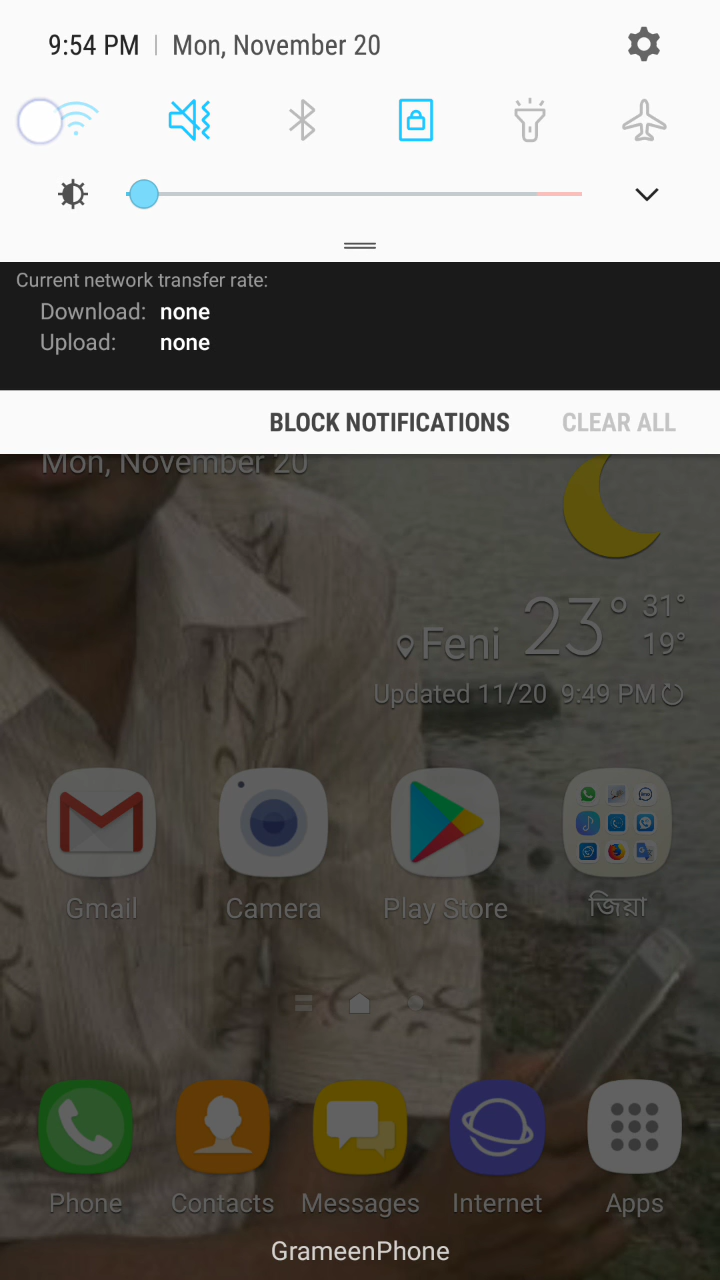 9:54 PM | Mon, November 20
Current network transfer rate:
Download: none
Upload: none
BLOCK NOTIFICATIONS CLEAR ALL
Mon, November 20
Feni 23° 31°
19°
Updated 11/20 9:49 PM
Gmail Camera Play Store জিয়া
Phone Contacts Messages Internet Apps
GrameenPhone